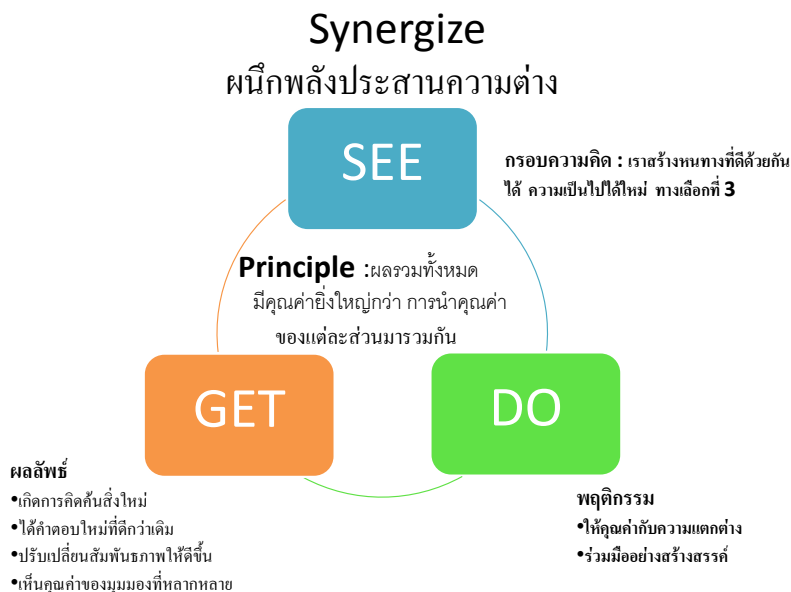 Synergize
ผนึกพลังประสานความต่าง
SEE
กรอบความคิด : เราสร้างหนทางที่ดีด้วยกัน
ได้ ความเป็นไปได้ใหม่ ทางเลือกที่ 3
Principle :ผลรวมทั้งหมด
มีคุณค่ายิ่งใหญ่กว่า การนำคุณค่า
ของแต่ละส่วนมารวมกัน
GET
DO
ผลลัพธ์
•เกิดการคิดค้นสิ่งใหม่
•ได้คำตอบใหม่ที่ดีกว่าเดิม
•ปรับเปลี่ยนสัมพันธภาพให้ดีขึ้น
•เห็นคุณค่าของมุมมองที่หลากหลาย
พฤติกรรม
•ให้คุณค่ากับความแตกต่าง
•ร่วมมืออย่างสร้างสรรค์